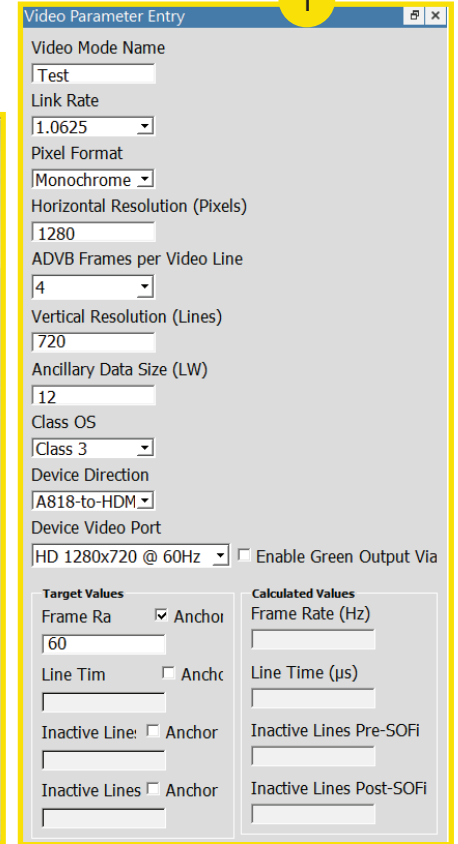 1
Video Parameter Entry
Video Mode Name
Test
Link Rate
1.0625
Pixel Format
Monochrome
Horizontal Resolution (Pixels)
1280
ADVB Frames per Video Line
4
Vertical Resolution (Lines)
720
Ancillary Data Size (LW)
12
Class OS
Class 3
Device Direction
A818-to-HDM
Device Video Port
HD 1280x720 @ 60Hz Enable Green Output Via
Target Values Calculated Values
Frame Ra Anchor Frame Rate (Hz)
60
Line Tim Anchc Line Time (µs)
Inactive Lines Anchor Inactive Lines Pre-SOFi
Inactive Lines Anchor Inactive Lines Post-SOFi